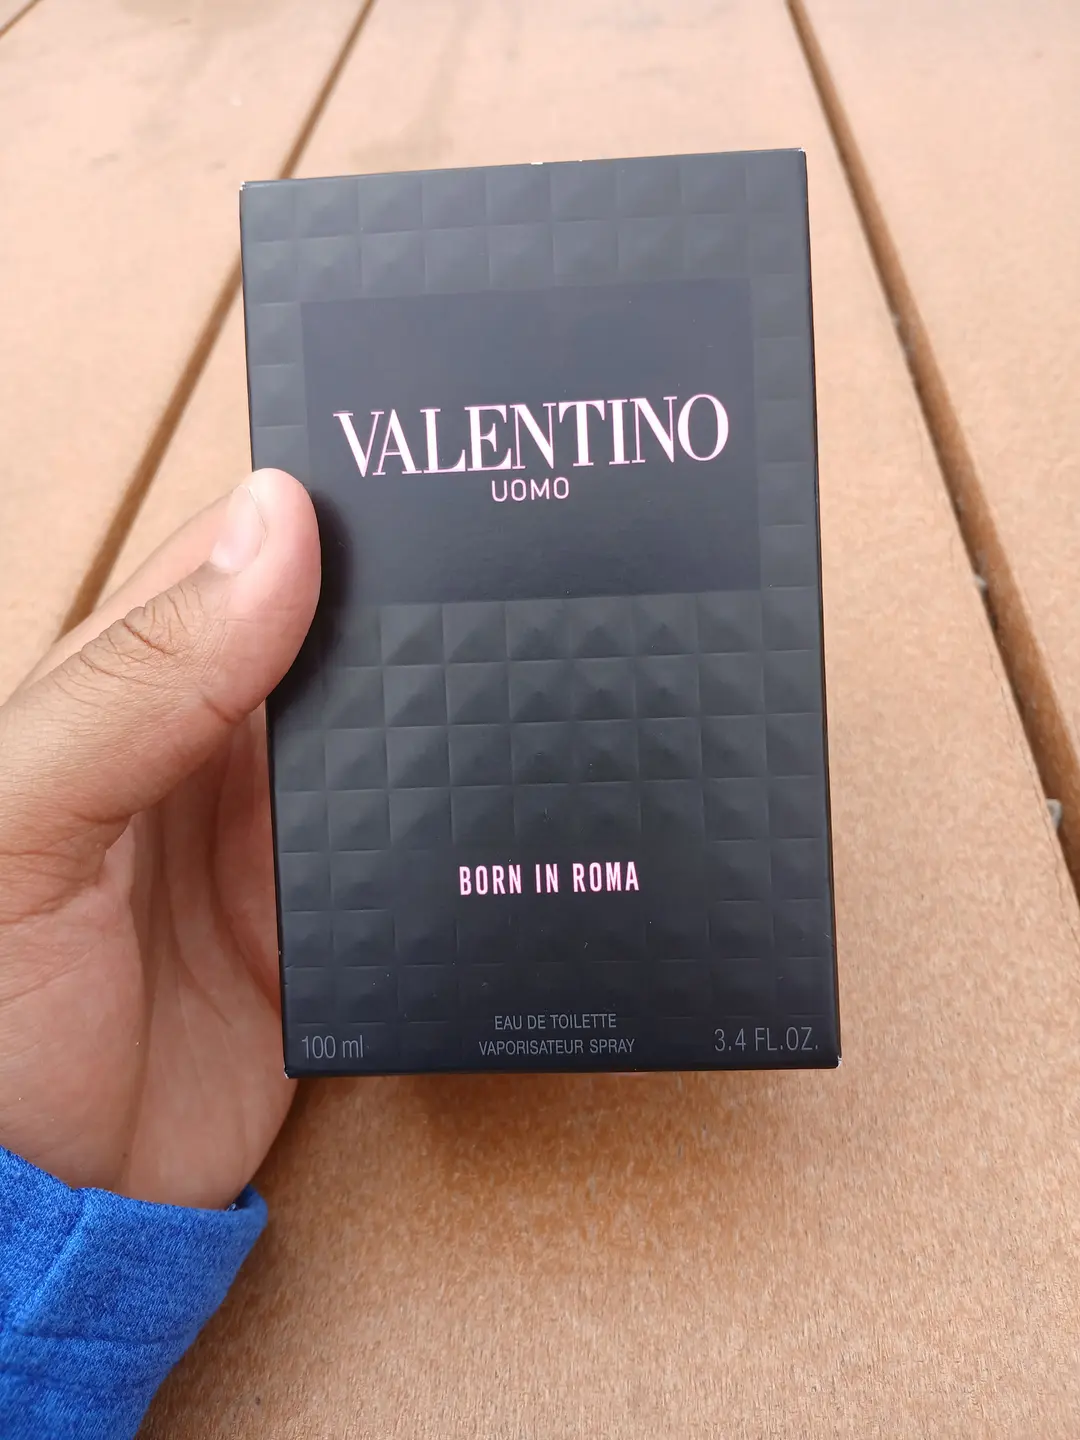 VALENTINO
UOMO
BORN IN ROMA
EAU DE TOILETTE
100 ml VAPORISATEUR SPRAY 3.4 FL.OZ.